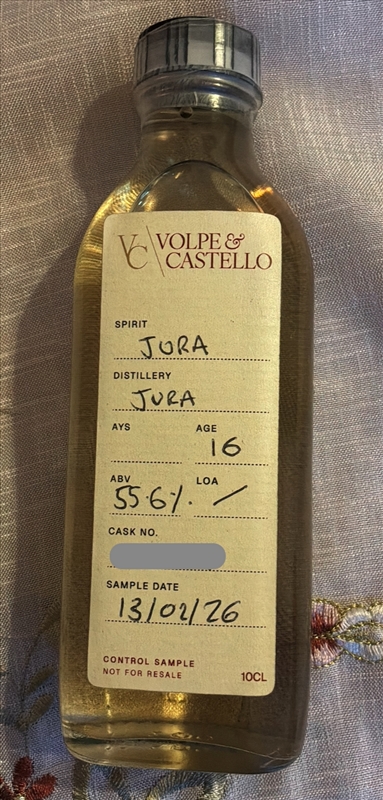 VC VOLPE &
CASTELLO
SPIRIT
JURA
DISTILLERY
JURA
AYS AGE
16
ABV LOA
55.6%. /
CASK NO.
SAMPLE DATE
13/02/26
CONTROL SAMPLE
NOT FOR RESALE 10CL